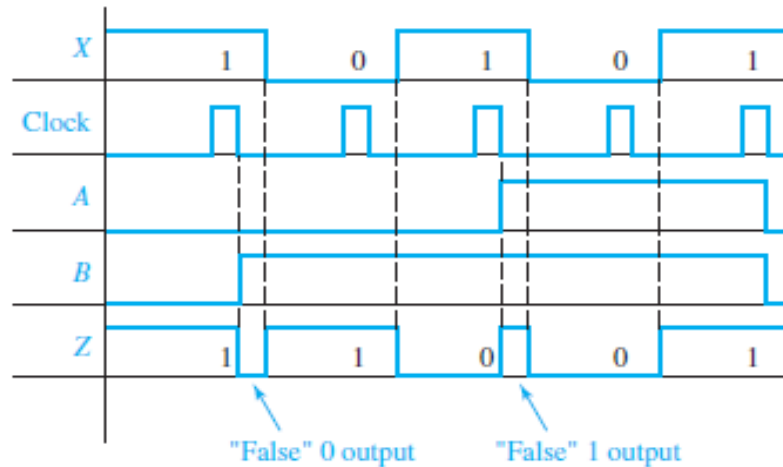 X 1 0 1 0 1
Clock
A
B
Z 1 1 0 0 1
"False" 0 output "False" 1 output